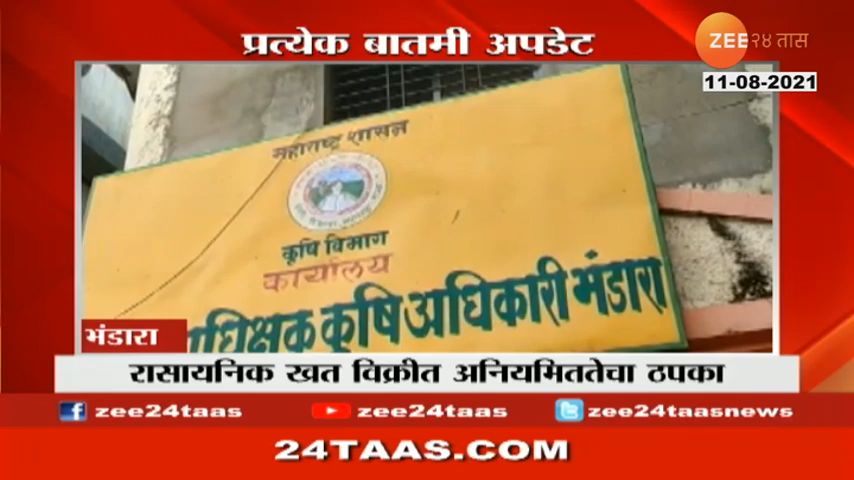 प्रत्येक बातमी अपडेट
ZEE २४ तास
11-08-2021
महाराष्ट्र शासन
कृषि विभाग
कार्यालय
कृषि अधिकारी भंडारा
भंडारा
रासायनिक खत विक्रीत अनियमिततेचा ठपका
zee24taas
zee24taas
zee24taasnews
24TAAS.COM